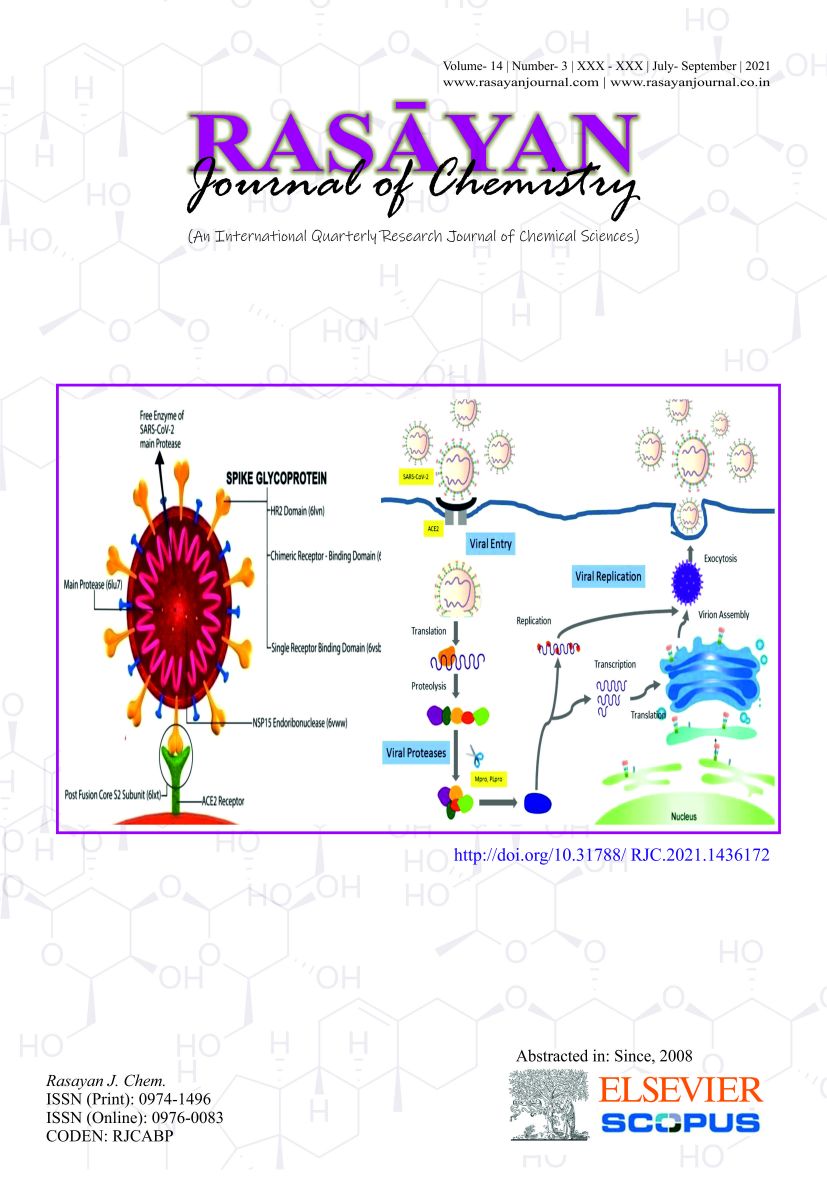 Volume- 14 | Number- 3 | XXX - XXX | July- September | 2021
www.rasayanjournal.com | www.rasayanjournal.co.in
RASĀYAN
Journal of Chemistry
(An International Quarterly Research Journal of Chemical Sciences)
Free Enzyme of
SARS-CoV-2
main Protease
SPIKE GLYCOPROTEIN
HR2 Domain (6lvn)
Chimeric Receptor - Binding Domain (
Main Protease (6lu7)
Single Receptor Binding Domain (6vsb
NSP15 Endoribonuclease (6vww)
Post Fusion Core S2 Subunit (6lxt)
ACE2 Receptor
SARS-CoV-2
ACE2
Viral Entry
Translation
Proteolysis
Viral Proteases
Mpro, PLpro
Replication
Transcription
Translation
Viral Replication
Exocytosis
Virion Assembly
Nucleus
http://doi.org/10.31788/ RJC.2021.1436172
Rasayan J. Chem.
ISSN (Print): 0974-1496
ISSN (Online): 0976-0083
CODEN: RJCABP
Abstracted in: Since, 2008
ELSEVIER
SCOPUS